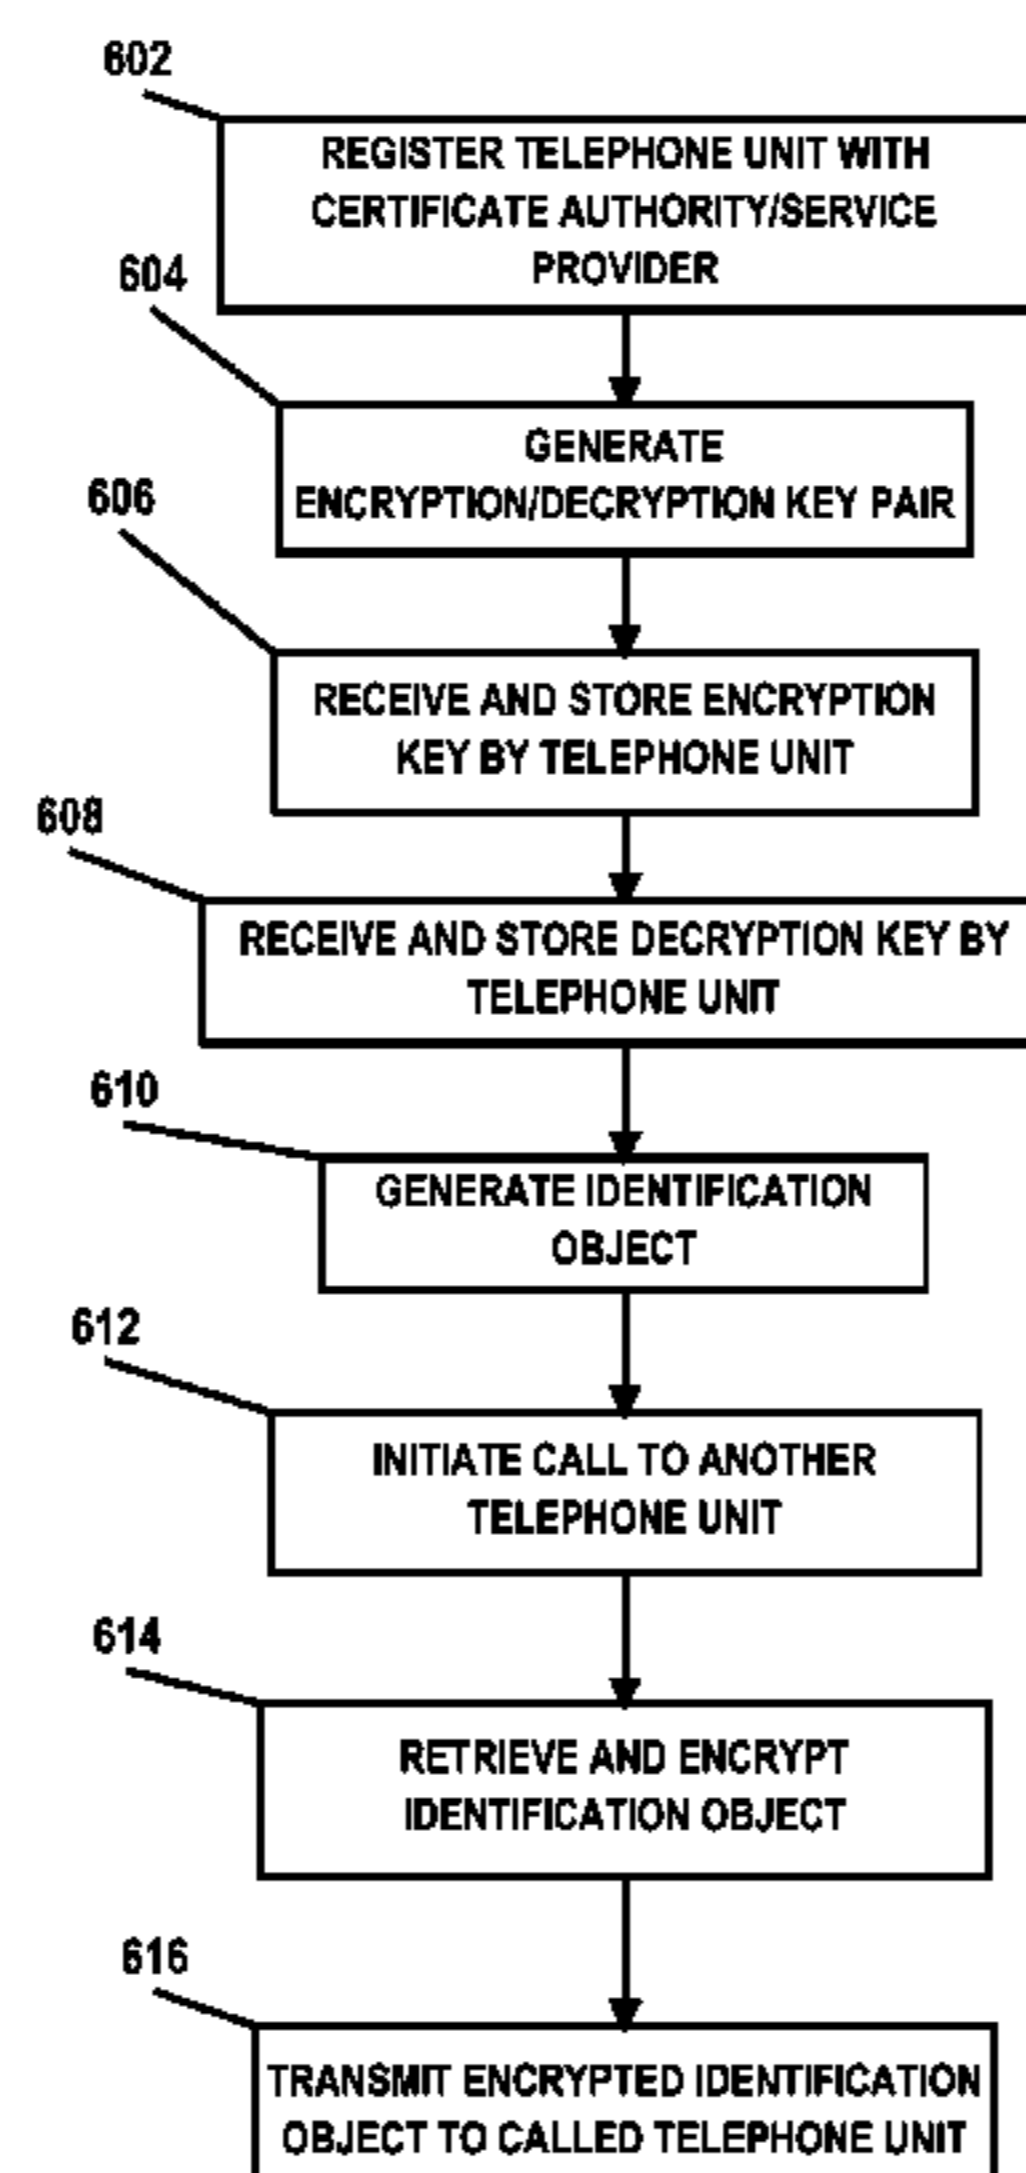 602
REGISTER TELEPHONE UNIT WITH
CERTIFICATE AUTHORITY/SERVICE
PROVIDER
604
GENERATE
ENCRYPTION/DECRYPTION KEY PAIR
606
RECEIVE AND STORE ENCRYPTION
KEY BY TELEPHONE UNIT
608
RECEIVE AND STORE DECRYPTION KEY BY
TELEPHONE UNIT
610
GENERATE IDENTIFICATION
OBJECT
612
INITIATE CALL TO ANOTHER
TELEPHONE UNIT
614
RETRIEVE AND ENCRYPT
IDENTIFICATION OBJECT
616
TRANSMIT ENCRYPTED IDENTIFICATION
OBJECT TO CALLED TELEPHONE UNIT